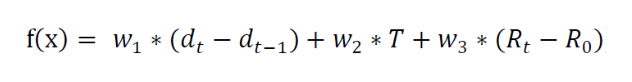 f(x) = w₁ * (dₜ − dₜ₋₁) + w₂ * T + w₃ * (Rₜ − R₀)